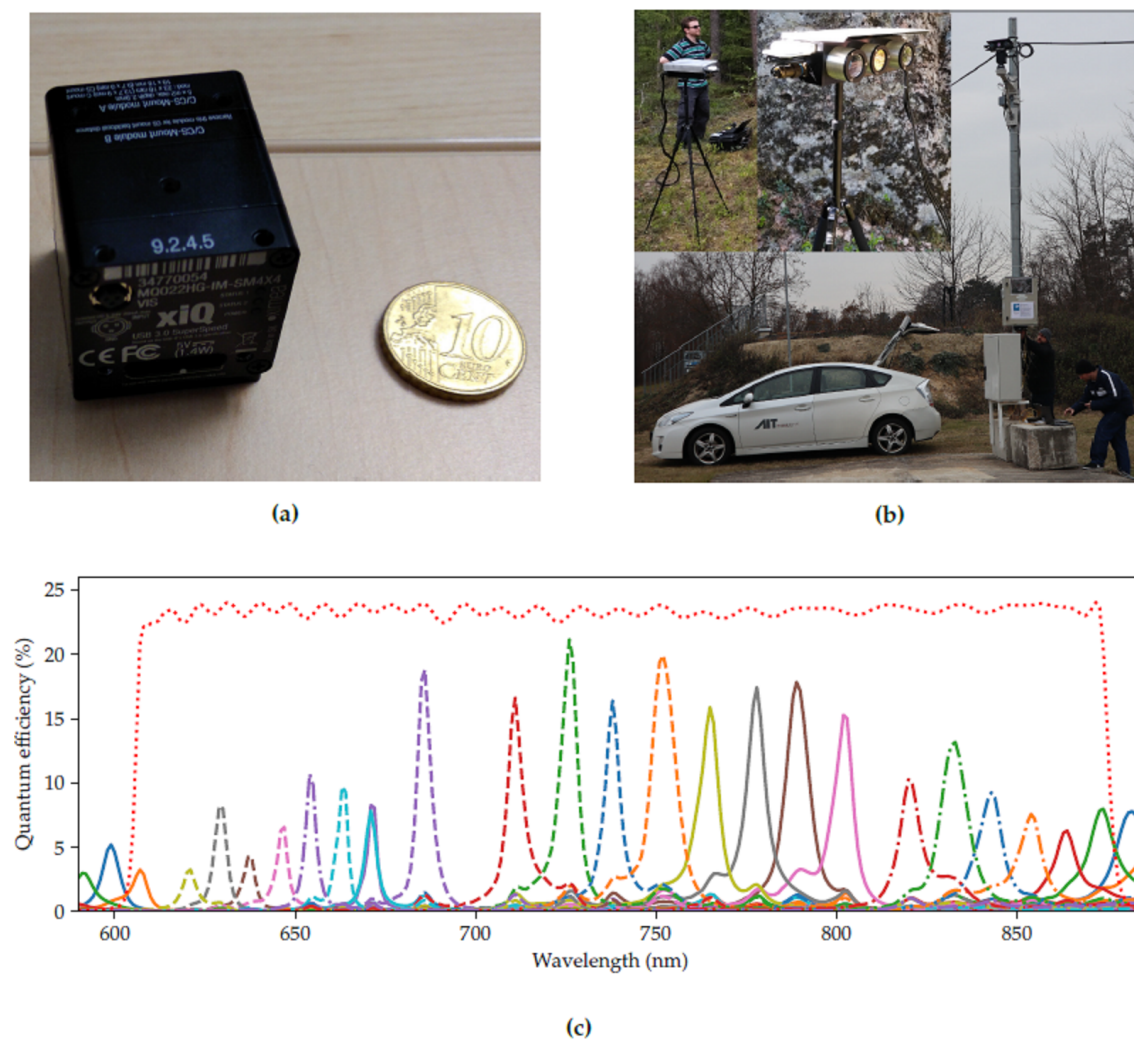 C/CS-Mount module A
C/CS-Mount module B
9.2.4.5
34770054
MQ022HG-IM-SM4X4
VIS
xiQ
USB 3.0 SuperSpeed
5V
(1.4W)
CE FC
10
EURO
CENT
AIT
(a)
(b)
25
20
15
10
5
0
Quantum efficiency (%)
600 650 700 750 800 850
Wavelength (nm)
(c)